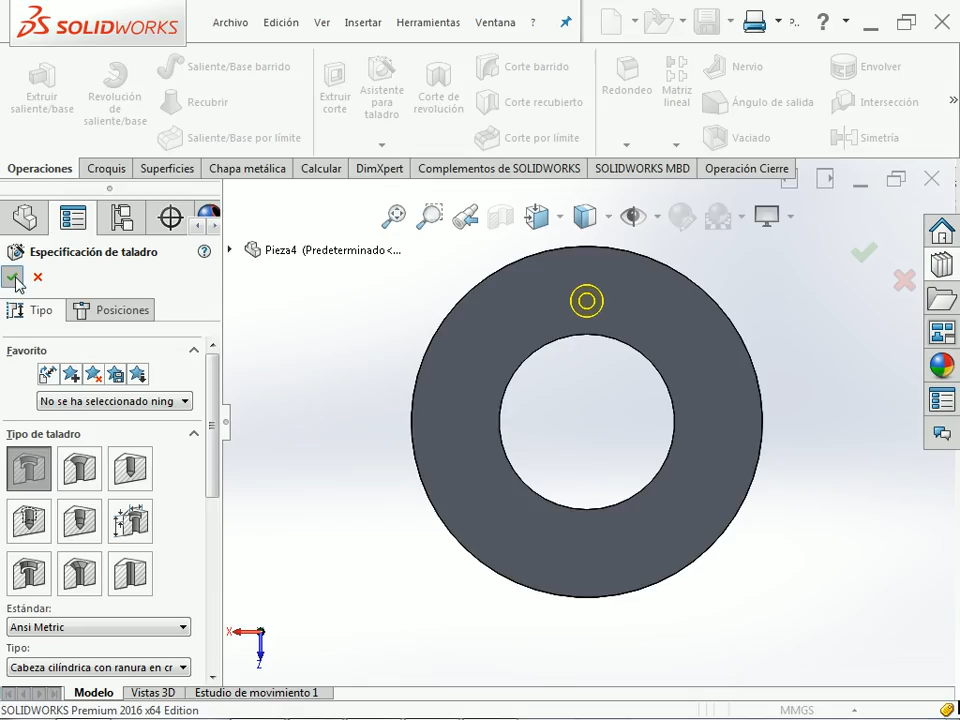 SOLIDWORKS
Archivo Edición Ver Insertar Herramientas Ventana ?
P.. ?
Extruir saliente/base
Revolución de saliente/base
Saliente/Base barrido
Recubrir
Saliente/Base por límite
Extruir corte
Asistente para taladro
Corte de revolución
Corte barrido
Corte recubierto
Corte por límite
Redondeo
Matriz lineal
Nervio
Ángulo de salida
Vaciado
Envolver
Intersección
Simetría
»
Operaciones Croquis Superficies Chapa metálica Calcular DimXpert Complementos de SOLIDWORKS SOLIDWORKS MBD Operación Cierre
Especificación de taladro ?
Pieza4 (Predeterminado<...
Tipo Posiciones
Favorito
No se ha seleccionado ning
Tipo de taladro
Estándar:
Ansi Metric
Tipo:
Cabeza cilíndrica con ranura en cr
X
Z
Modelo Vistas 3D Estudio de movimiento 1
SOLIDWORKS Premium 2016 x64 Edition MMGS